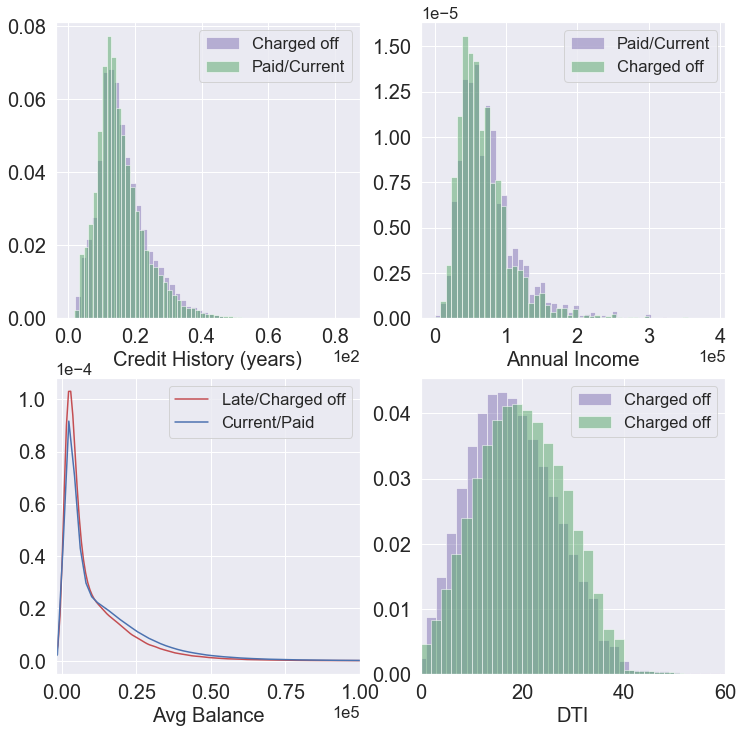 0.08
0.06
0.04
0.02
0.00
Charged off
Paid/Current
0.0 0.2 0.4 0.6 0.8
1e2
Credit History (years)
1e−5
1.50
1.25
1.00
0.75
0.50
0.25
0.00
Paid/Current
Charged off
0 1 2 3 4
1e5
Annual Income
1e−4
1.0
0.8
0.6
0.4
0.2
0.0
Late/Charged off
Current/Paid
0.00 0.25 0.50 0.75 1.00
1e5
Avg Balance
0.04
0.03
0.02
0.01
0.00
Charged off
Charged off
0 20 40 60
DTI